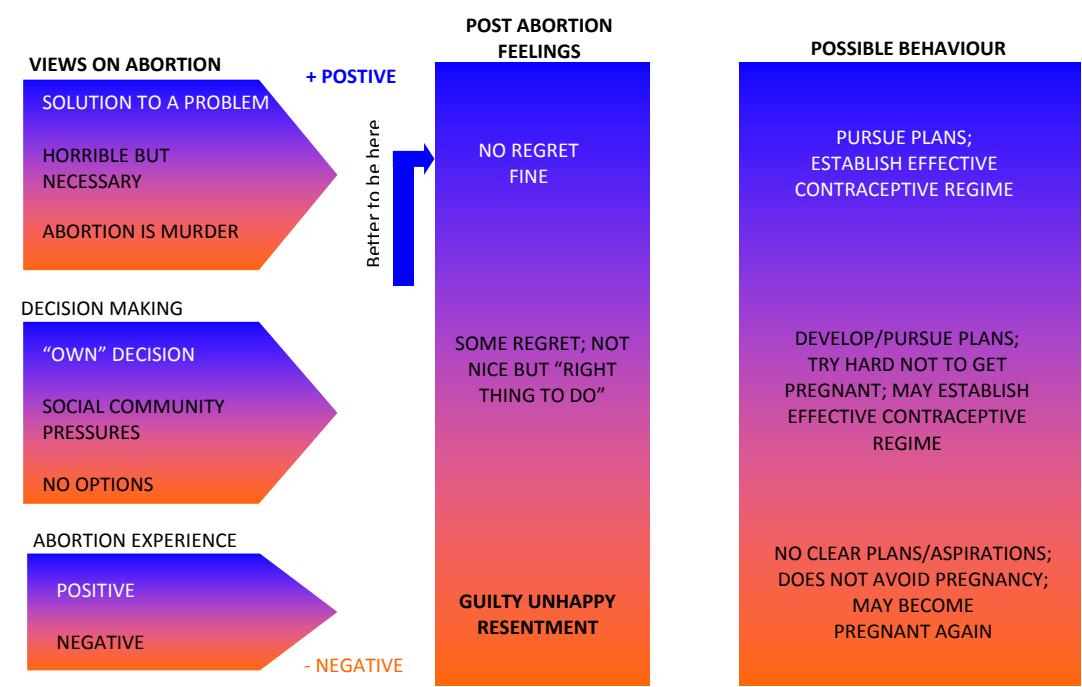 VIEWS ON ABORTION
SOLUTION TO A PROBLEM
HORRIBLE BUT
NECESSARY
ABORTION IS MURDER
DECISION MAKING
“OWN” DECISION
SOCIAL COMMUNITY
PRESSURES
NO OPTIONS
ABORTION EXPERIENCE
POSITIVE
NEGATIVE
+ POSTIVE
Better to be here
- NEGATIVE
POST ABORTION
FEELINGS
NO REGRET
FINE
SOME REGRET; NOT
NICE BUT “RIGHT
THING TO DO”
GUILTY UNHAPPY
RESENTMENT
POSSIBLE BEHAVIOUR
PURSUE PLANS;
ESTABLISH EFFECTIVE
CONTRACEPTIVE REGIME
DEVELOP/PURSUE PLANS;
TRY HARD NOT TO GET
PREGNANT; MAY ESTABLISH
EFFECTIVE CONTRACEPTIVE
REGIME
NO CLEAR PLANS/ASPIRATIONS;
DOES NOT AVOID PREGNANCY;
MAY BECOME
PREGNANT AGAIN